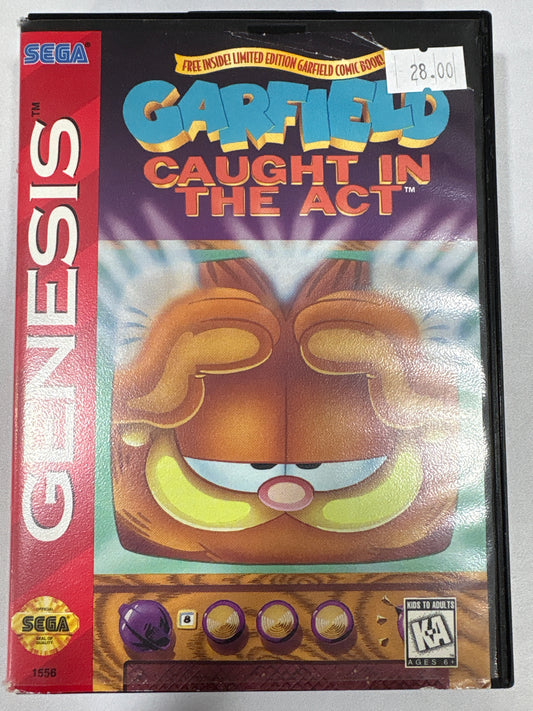 SEGA
GENESIS™
FREE INSIDE! LIMITED EDITION GARFIELD COMIC BOOK!
28.00
GARFIELD
CAUGHT IN
THE ACT™
8
KIDS TO ADULTS
K-A
AGES 6+
OFFICIAL
SEGA
SEAL OF
QUALITY
1556